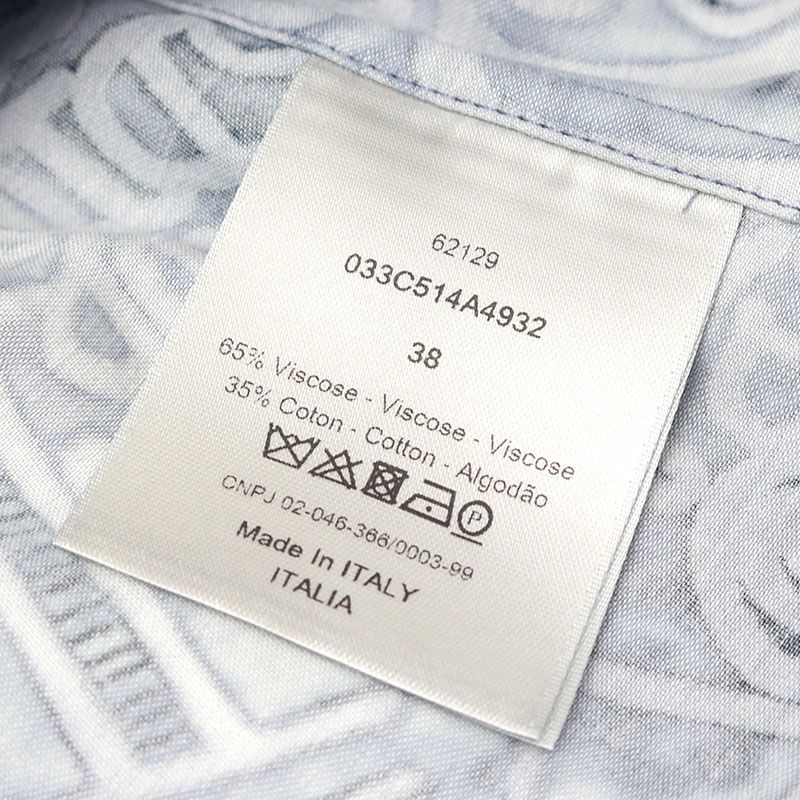 62129
033C514A4932
38
65% Viscose - Viscose - Viscose
35% Coton - Cotton - Algodão
P
CNPJ 02-046-366/0003-99
Made In ITALY
ITALIA